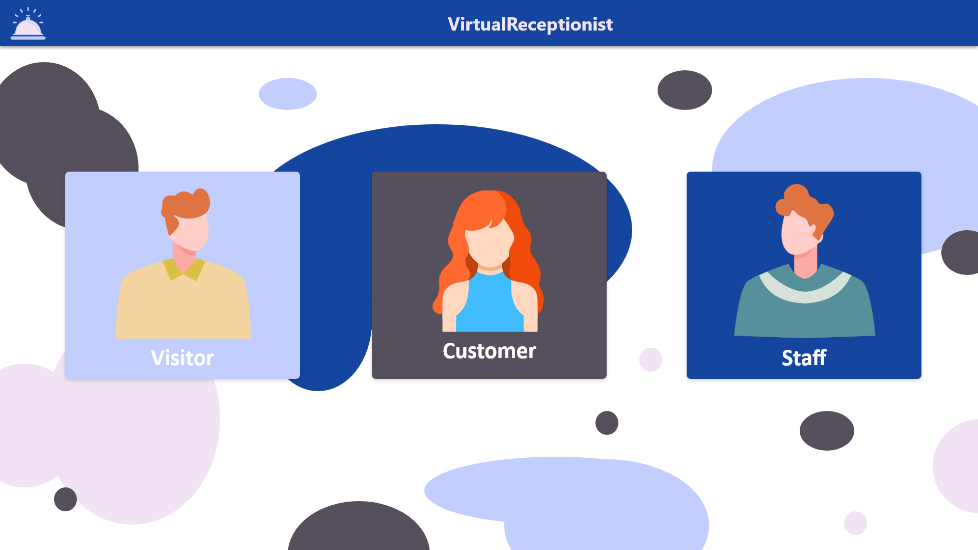 VirtualReceptionist
Visitor
Customer
Staff